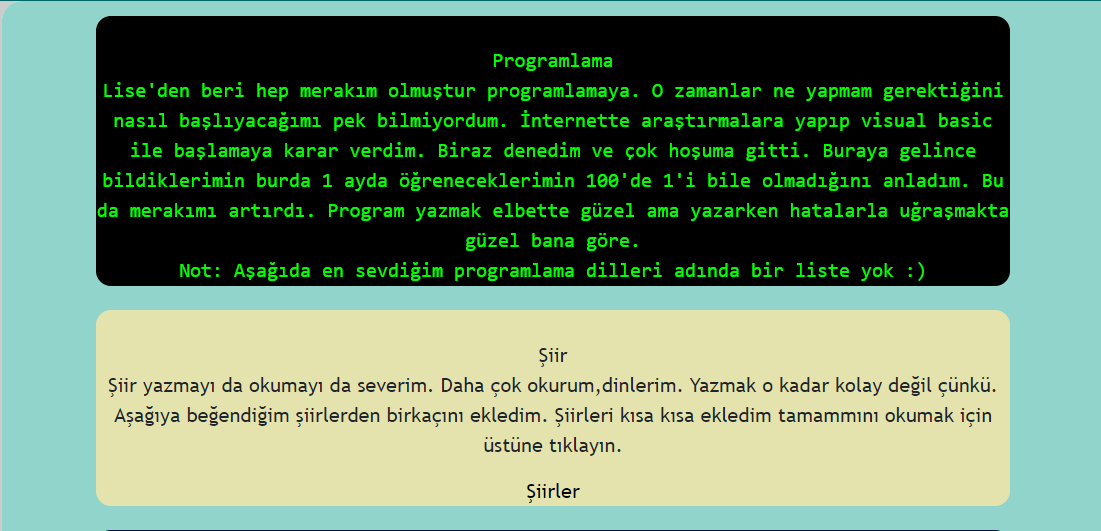 Programlama
Lise'den beri hep merakım olmuştur programlamaya. O zamanlar ne yapmam gerektiğini
nasıl başlıyacağımı pek bilmiyordum. İnternette araştırmalara yapıp visual basic
ile başlamaya karar verdim. Biraz denedim ve çok hoşuma gitti. Buraya gelince
bildiklerimin burda 1 ayda öğreneceklerimin 100'de 1'i bile olmadığını anladım. Bu
da merakımı artırdı. Program yazmak elbette güzel ama yazarken hatalarla uğraşmakta
güzel bana göre.
Not: Aşağıda en sevdiğim programlama dilleri adında bir liste yok :)
Şiir
Şiir yazmayı da okumayı da severim. Daha çok okurum,dinlerim. Yazmak o kadar kolay değil çünkü.
Aşağıya beğendiğim şiirlerden birkaçını ekledim. Şiirleri kısa kısa ekledim tamammını okumak için
üstüne tıklayın.
Şiirler